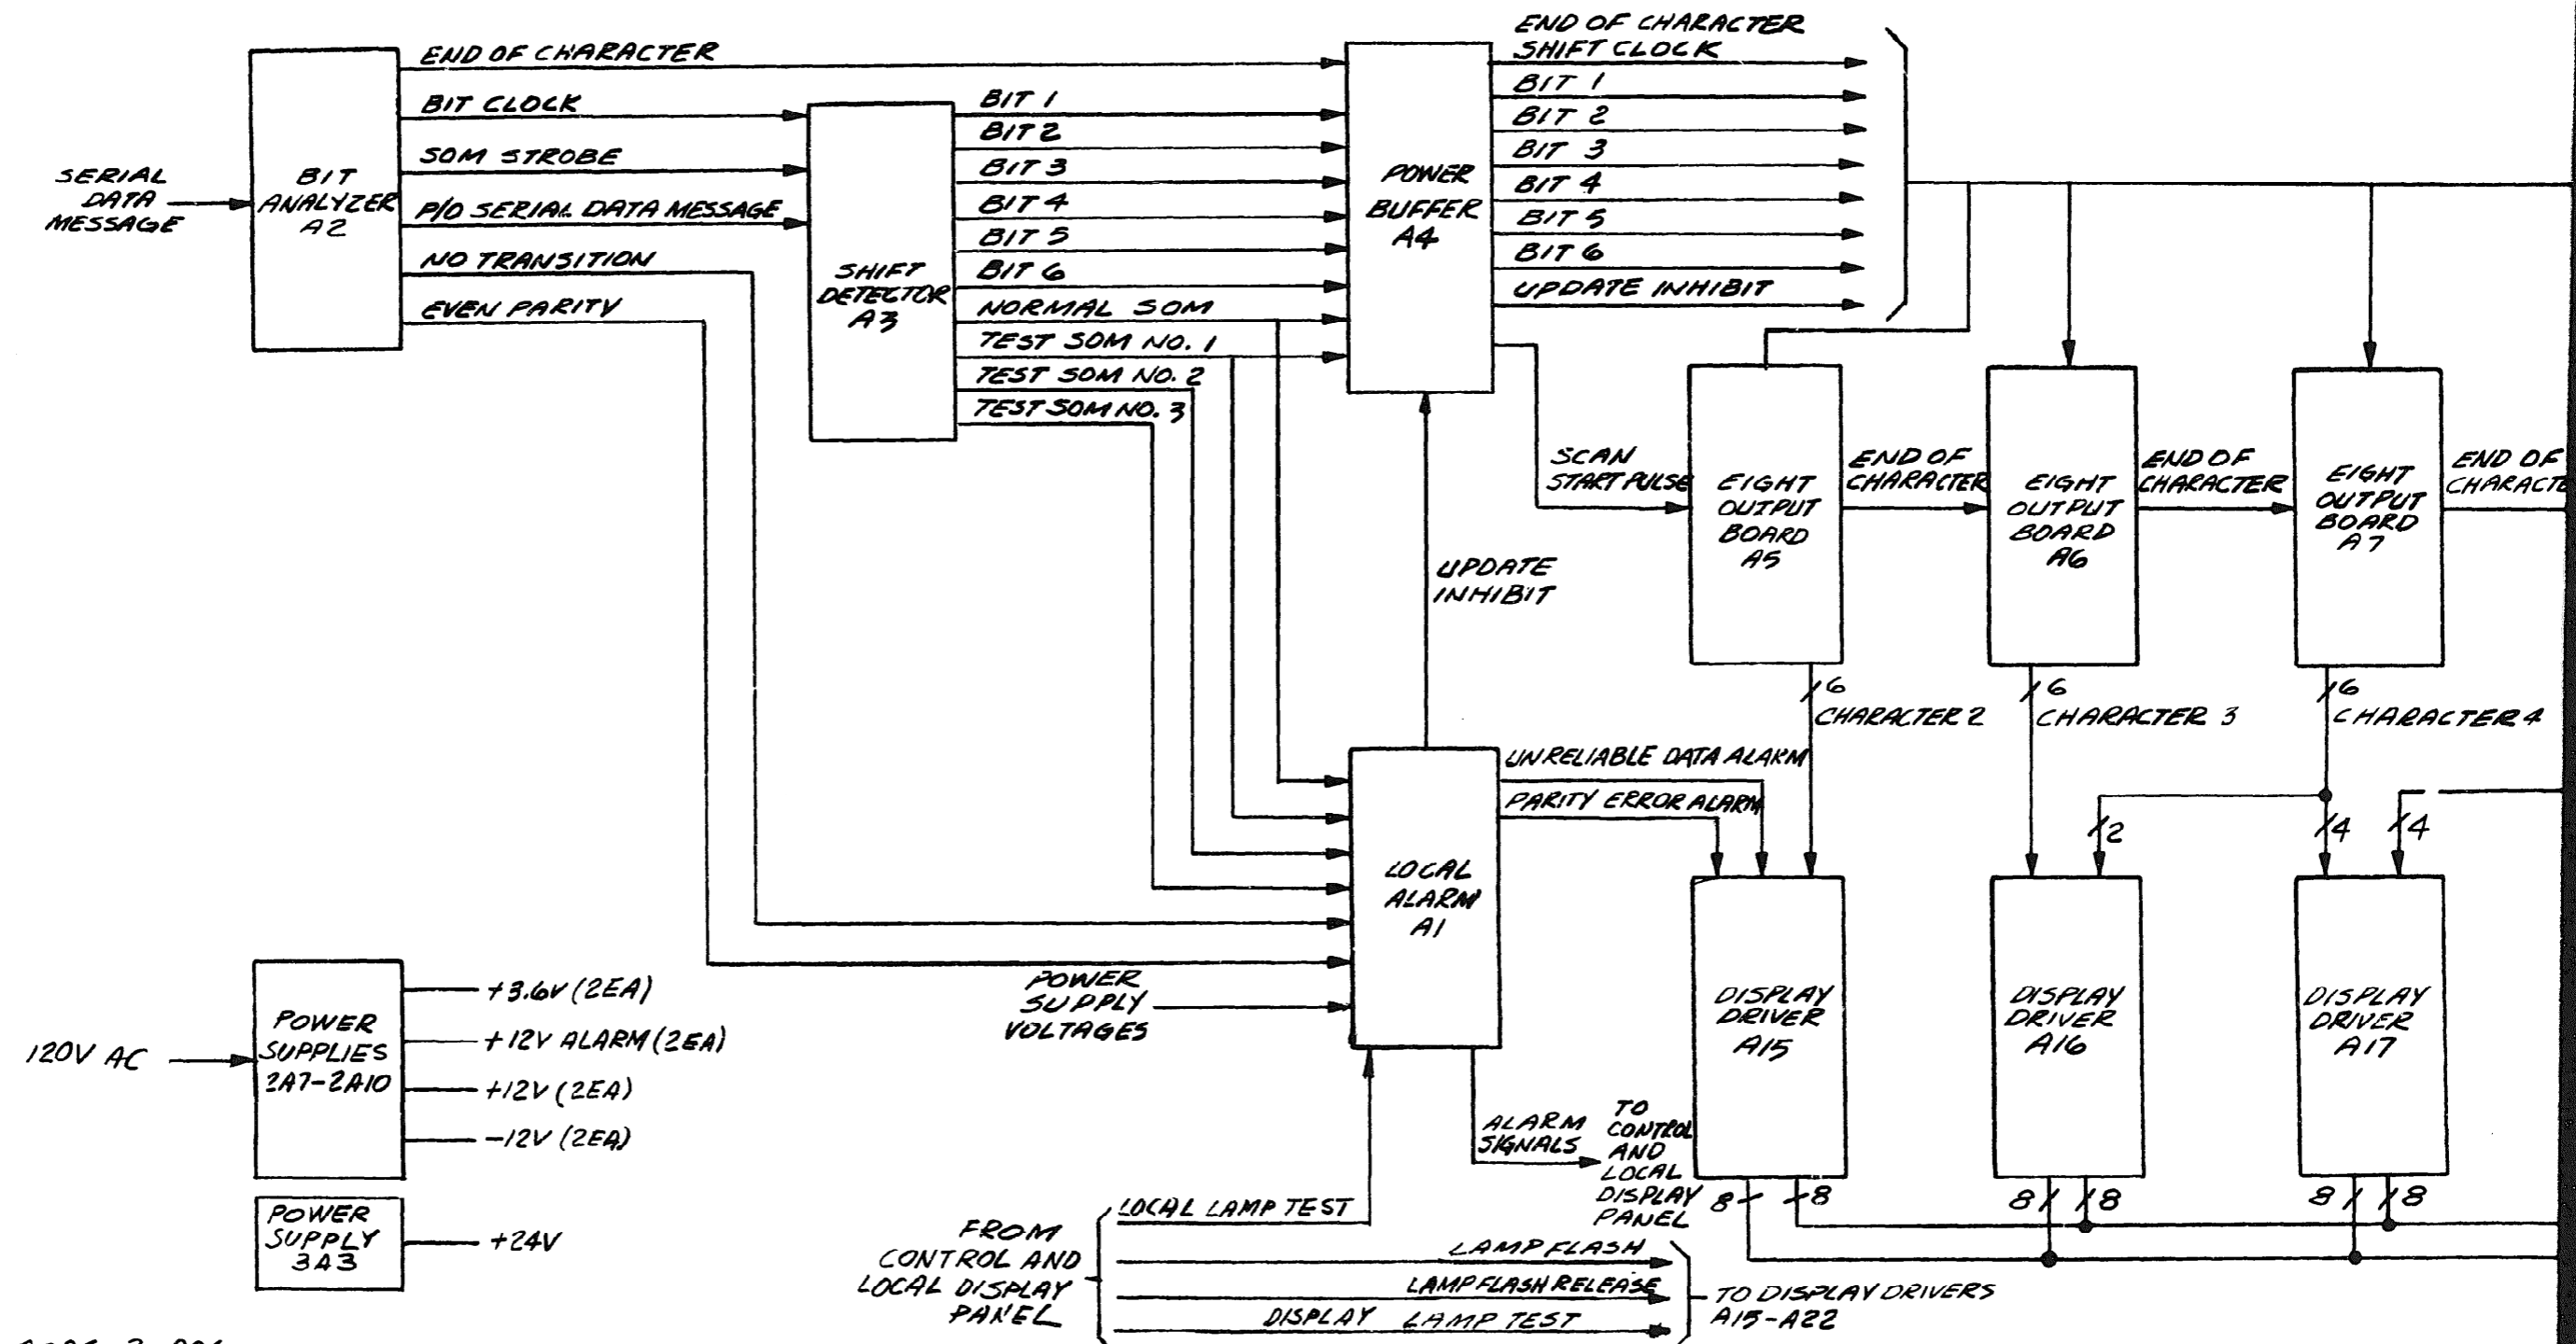 SERIAL
DATA
MESSAGE
BIT
ANALYZER
A2
END OF CHARACTER
BIT CLOCK
SOM STROBE
P/O SERIAL DATA MESSAGE
NO TRANSITION
EVEN PARITY
SHIFT
DETECTOR
A3
BIT 1
BIT 2
BIT 3
BIT 4
BIT 5
BIT 6
NORMAL SOM
TEST SOM NO. 1
TEST SOM NO. 2
TEST SOM NO. 3
POWER
BUFFER
A4
END OF CHARACTER
SHIFT CLOCK
BIT 1
BIT 2
BIT 3
BIT 4
BIT 5
BIT 6
UPDATE INHIBIT
SCAN
START PULSE
EIGHT
OUTPUT
BOARD
A5
END OF
CHARACTER
EIGHT
OUTPUT
BOARD
A6
END OF
CHARACTER
EIGHT
OUTPUT
BOARD
A7
END OF
UPDATE
INHIBIT
6
CHARACTER 2
6
CHARACTER 3
6
CHARACTER 4
UNRELIABLE DATA ALARM
PARITY ERROR ALARM
2
4
4
LOCAL
ALARM
A1
POWER
SUPPLY
VOLTAGES
DISPLAY
DRIVER
A15
DISPLAY
DRIVER
A16
DISPLAY
DRIVER
A17
120V AC
POWER
SUPPLIES
2A7-2A10
+3.6V (2EA)
+12V ALARM (2EA)
+12V (2EA)
-12V (2EA)
POWER
SUPPLY
3A3
+24V
ALARM
SIGNALS
TO
CONTROL
AND
LOCAL
DISPLAY
PANEL
8
8
8
8
8
8
FROM
CONTROL AND
LOCAL DISPLAY
PANEL
LOCAL LAMP TEST
LAMP FLASH
LAMP FLASH RELEASE
DISPLAY LAMP TEST
TO DISPLAY DRIVERS
A15-A22